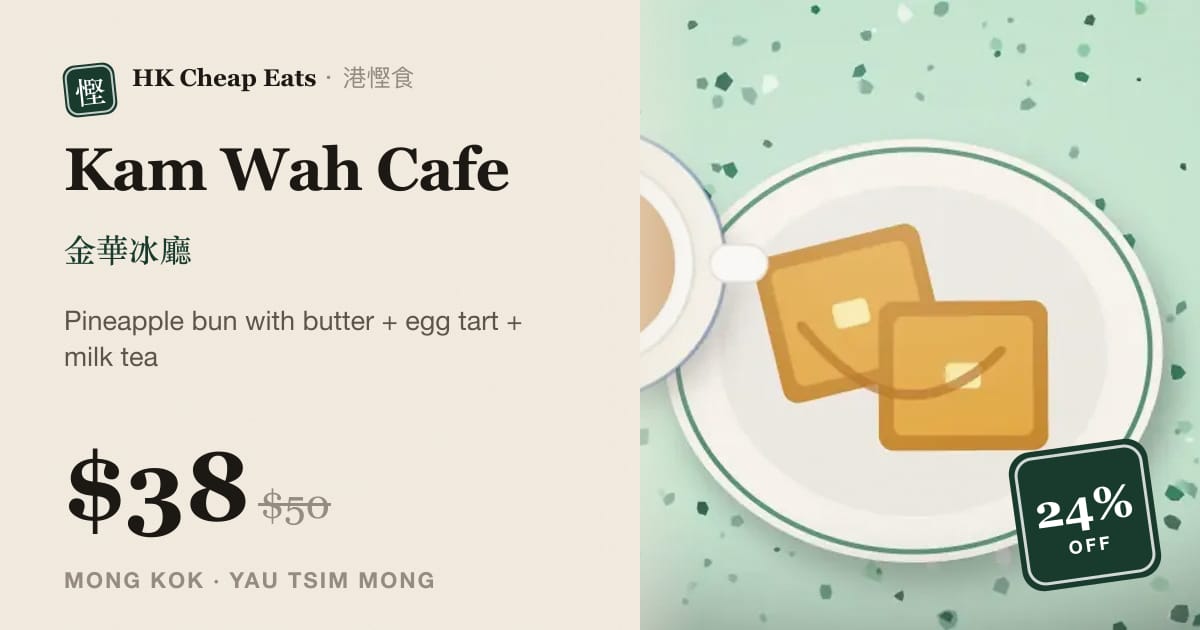 慳
HK Cheap Eats · 港慳食
Kam Wah Cafe
金華冰廳
Pineapple bun with butter + egg tart +
milk tea
$38 $50
MONG KOK · YAU TSIM MONG
24%
OFF